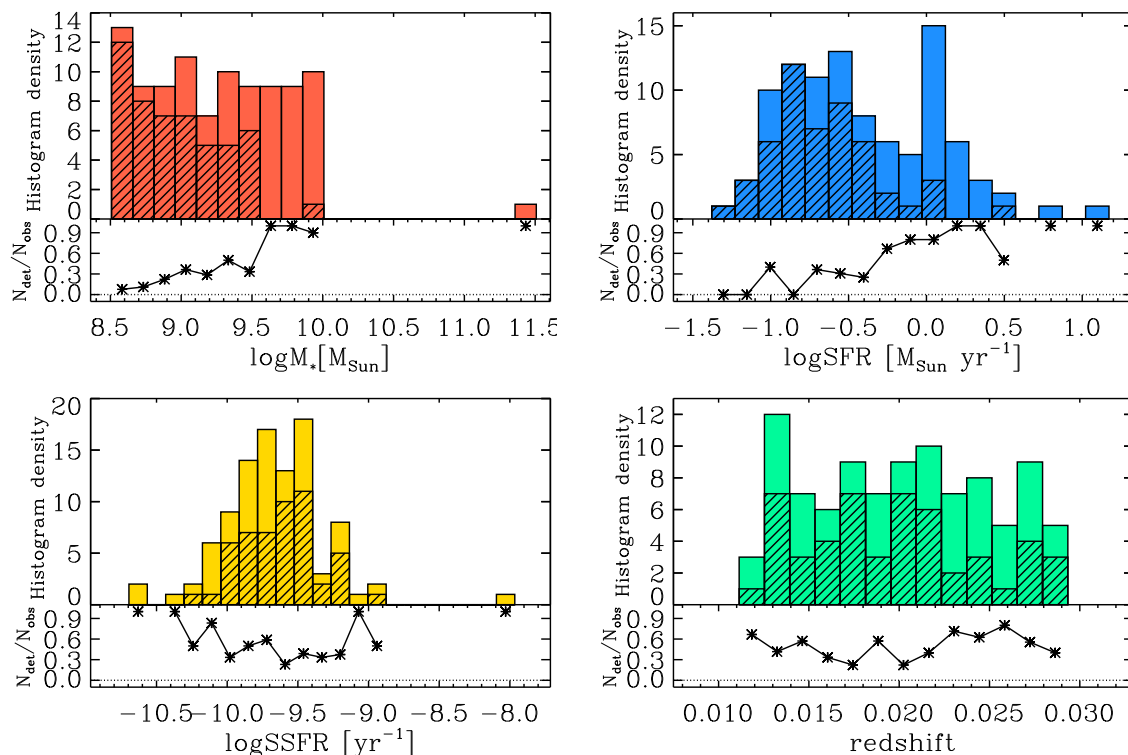 14
12
10
8
6
4
2
0
Histogram density
0.9
0.6
0.3
0.0
N_det/N_obs
8.5 9.0 9.5 10.0 10.5 11.0 11.5
logM_*[M_Sun]
15
10
5
0
Histogram density
0.9
0.6
0.3
0.0
N_det/N_obs
−1.5 −1.0 −0.5 0.0 0.5 1.0
logSFR [M_Sun yr^−1]
20
15
10
5
0
Histogram density
0.9
0.6
0.3
0.0
N_det/N_obs
−10.5 −10.0 −9.5 −9.0 −8.5 −8.0
logSSFR [yr^−1]
12
10
8
6
4
2
0
Histogram density
0.9
0.6
0.3
0.0
N_det/N_obs
0.010 0.015 0.020 0.025 0.030
redshift